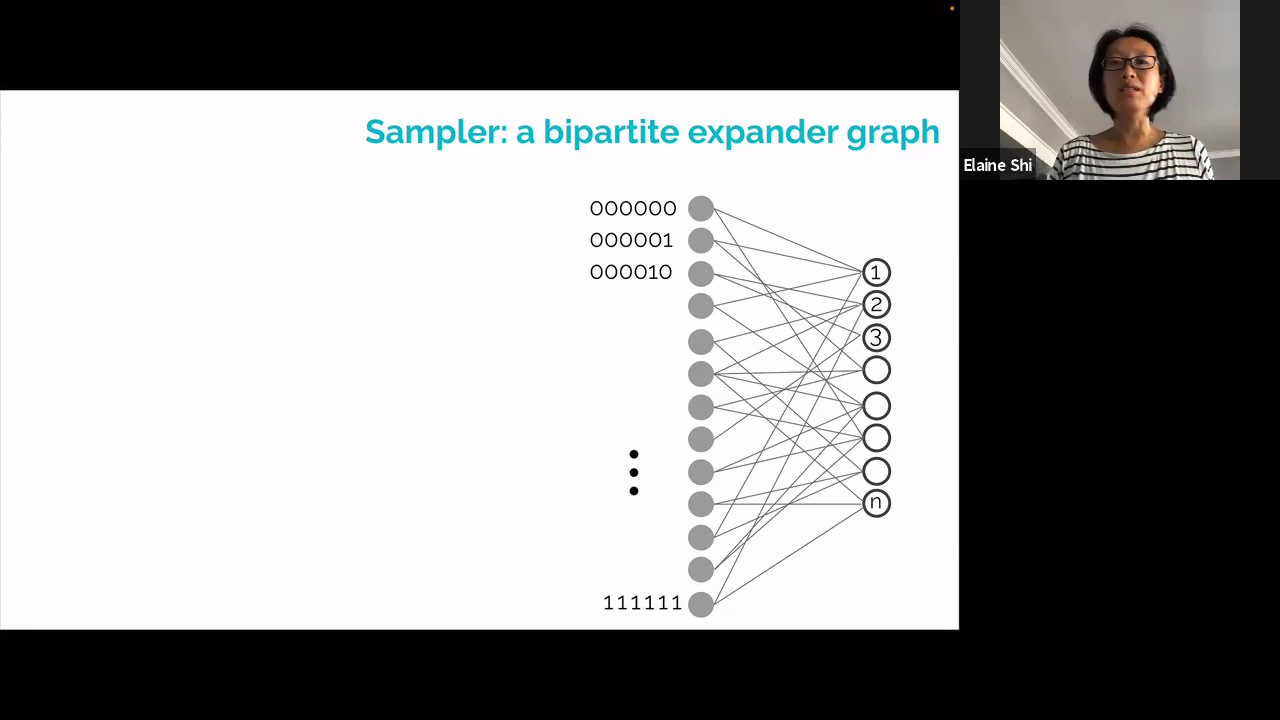 Sampler: a bipartite expander graph
Elaine Shi
000000
000001
000010
1
2
3
n
111111